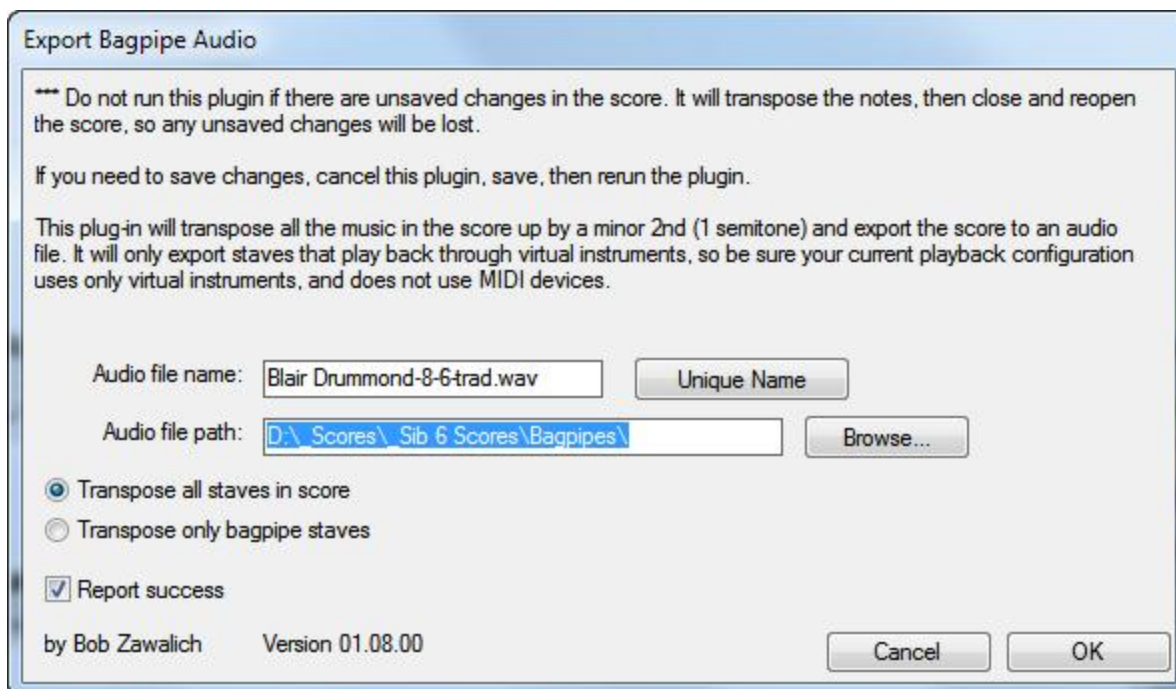 Export Bagpipe Audio
*** Do not run this plugin if there are unsaved changes in the score. It will transpose the notes, then close and reopen
the score, so any unsaved changes will be lost.
If you need to save changes, cancel this plugin, save, then rerun the plugin.
This plug-in will transpose all the music in the score up by a minor 2nd (1 semitone) and export the score to an audio
file. It will only export staves that play back through virtual instruments, so be sure your current playback configuration
uses only virtual instruments, and does not use MIDI devices.
Audio file name: Blair Drummond-8-6-trad.wav Unique Name
Audio file path: D:\_Scores\_Sib 6 Scores\Bagpipes\ Browse...
Transpose all staves in score
Transpose only bagpipe staves
Report success
by Bob Zawalich Version 01.08.00 Cancel OK